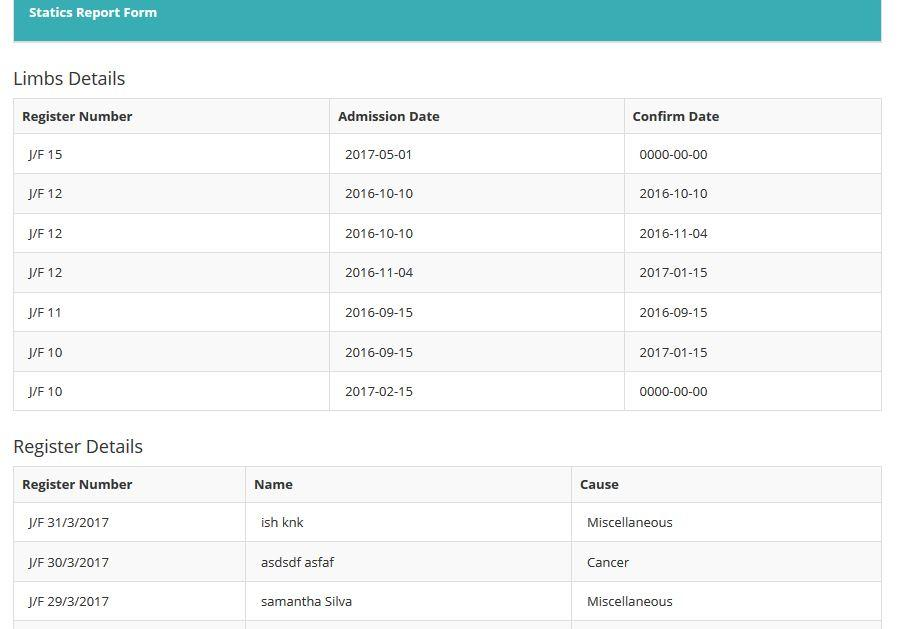 Statics Report Form
Limbs Details
Register Number Admission Date Confirm Date
J/F 15 2017-05-01 0000-00-00
J/F 12 2016-10-10 2016-10-10
J/F 12 2016-10-10 2016-11-04
J/F 12 2016-11-04 2017-01-15
J/F 11 2016-09-15 2016-09-15
J/F 10 2016-09-15 2017-01-15
J/F 10 2017-02-15 0000-00-00
Register Details
Register Number Name Cause
J/F 31/3/2017 ish knk Miscellaneous
J/F 30/3/2017 asdsdf asfaf Cancer
J/F 29/3/2017 samantha Silva Miscellaneous